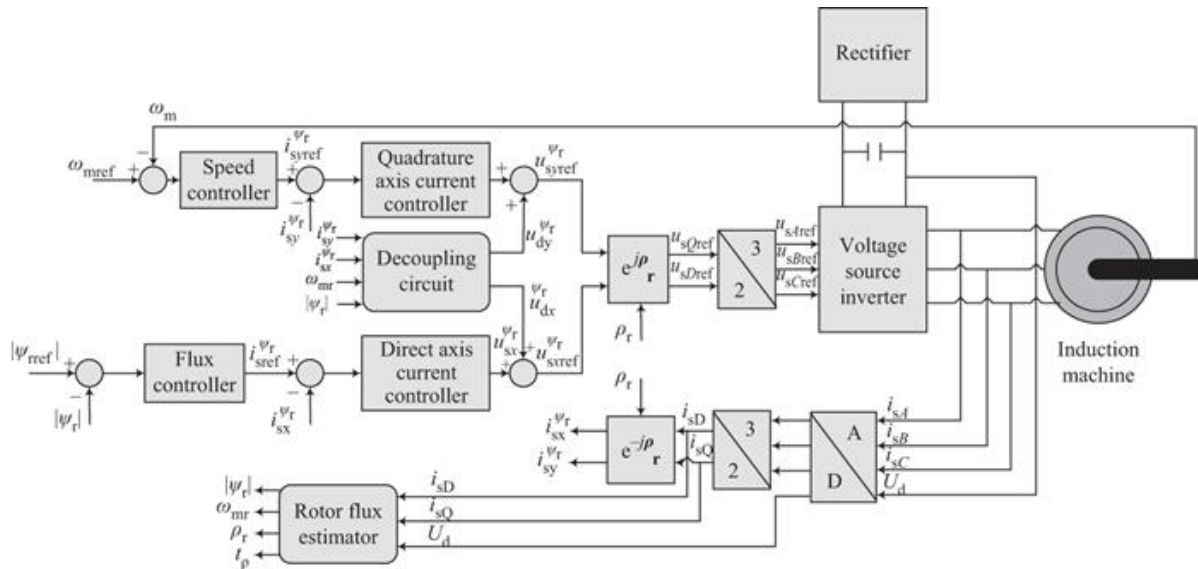 Rectifier
ω_m
ω_mref
−
+
Speed
controller
i_syref^ψr
+
−
i_sy^ψr
Quadrature
axis current
controller
+
+
u_syref^ψr
i_sy^ψr
i_sx^ψr
ω_mr
|ψ_r|
Decoupling
circuit
u_dy^ψr
u_dx^ψr
e^jρ_r
ρ_r
u_sQref
u_sDref
3
2
u_sAref
u_sBref
u_sCref
Voltage
source
inverter
Induction
machine
|ψ_rref|
+
−
|ψ_r|
Flux
controller
i_sref^ψr
+
−
i_sx^ψr
Direct axis
current
controller
u_sx^ψr
+
+
u_sxref^ψr
ρ_r
i_sx^ψr
i_sy^ψr
e^−jρ_r
i_sD
i_sQ
3
2
A
D
i_sA
i_sB
i_sC
U_d
|ψ_r|
ω_mr
ρ_r
t_ρ
Rotor flux
estimator
i_sD
i_sQ
U_d